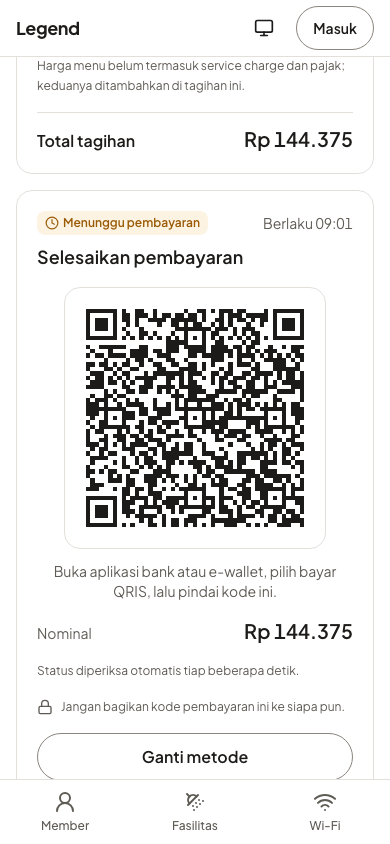 Legend
Masuk
Harga menu belum termasuk service charge dan pajak;
keduanya ditambahkan di tagihan ini.
Total tagihan Rp 144.375
Menunggu pembayaran Berlaku 09:01
Selesaikan pembayaran
Buka aplikasi bank atau e-wallet, pilih bayar
QRIS, lalu pindai kode ini.
Nominal Rp 144.375
Status diperiksa otomatis tiap beberapa detik.
Jangan bagikan kode pembayaran ini ke siapa pun.
Ganti metode
Member Fasilitas Wi-Fi